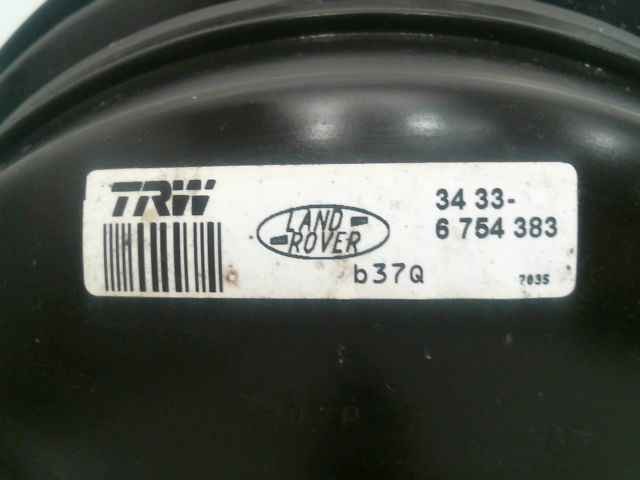 TRW
LAND
ROVER
34 33-
6 754 383
b37Q
7035